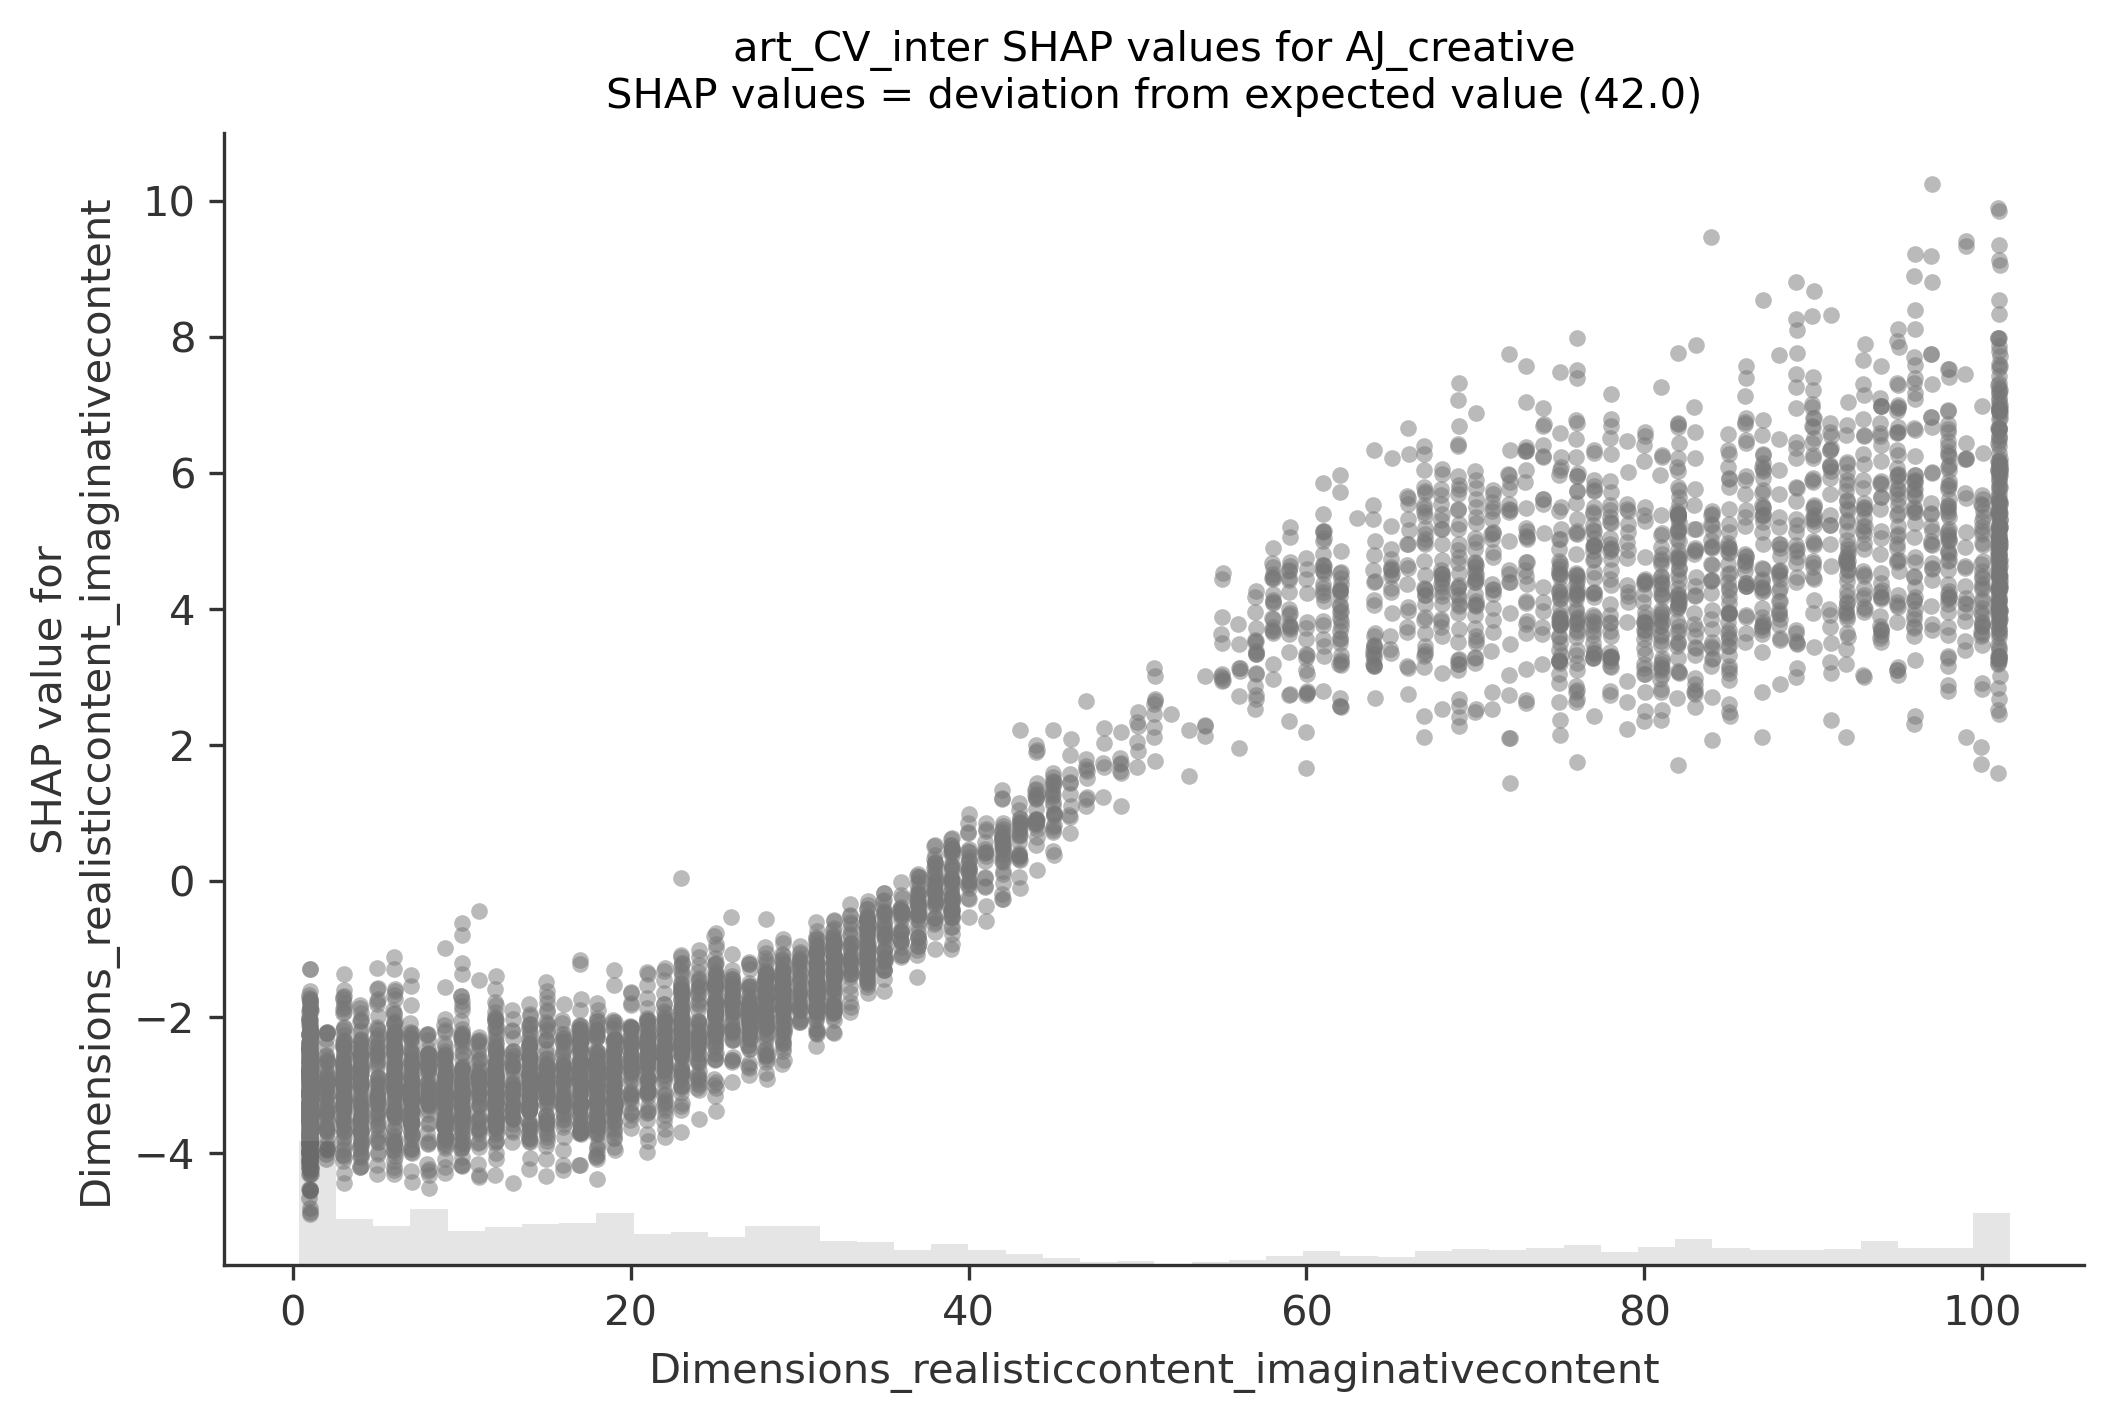 art_CV_inter SHAP values for AJ_creative
SHAP values = deviation from expected value (42.0)
SHAP value for
Dimensions_realisticcontent_imaginativecontent
10
8
6
4
2
0
−2
−4
0
20
40
60
80
100
Dimensions_realisticcontent_imaginativecontent